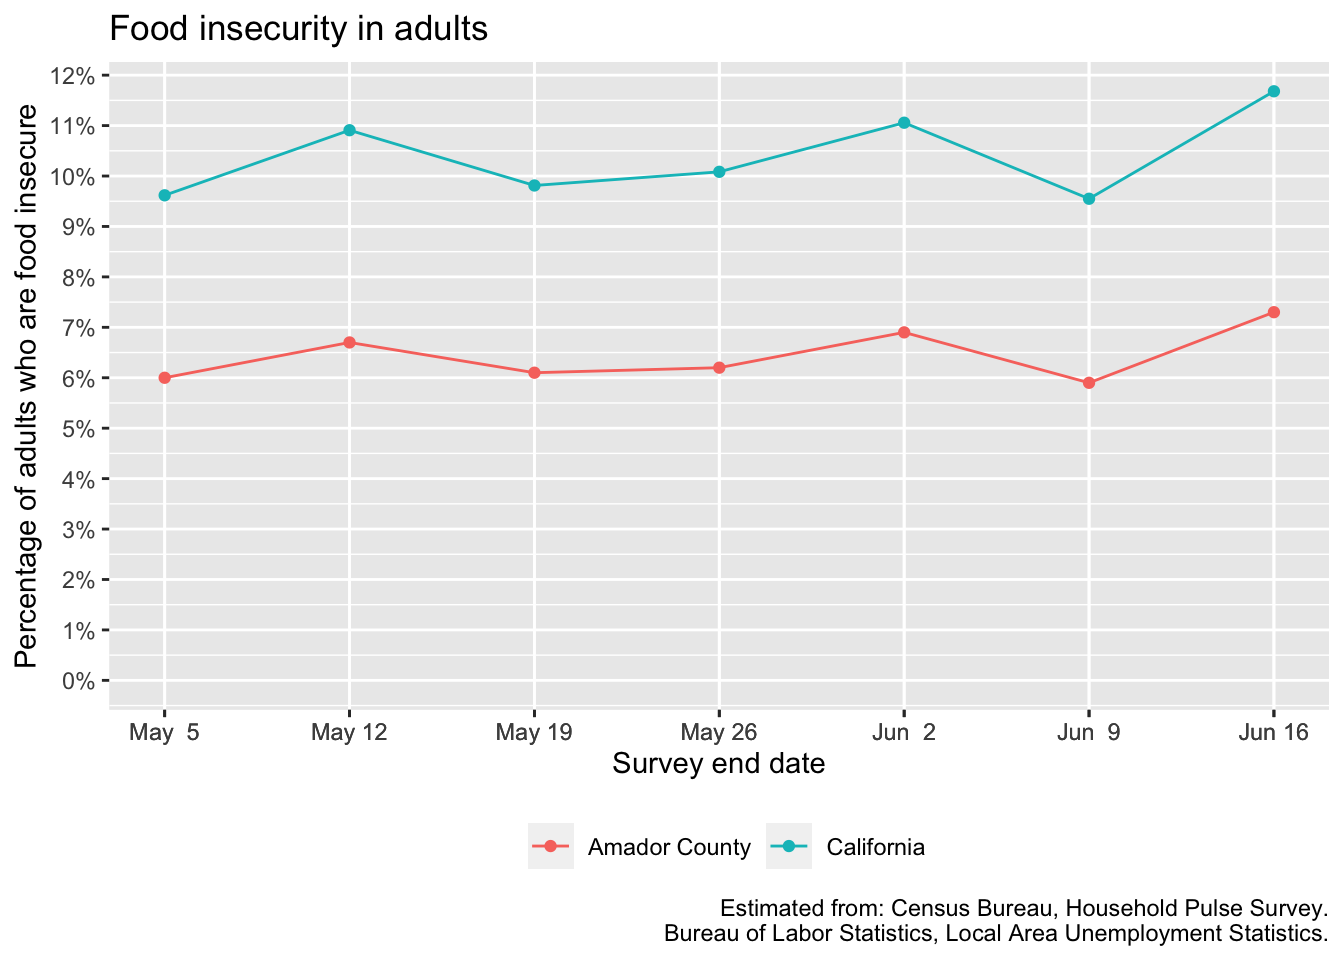 Food insecurity in adults
Percentage of adults who are food insecure
12%
11%
10%
9%
8%
7%
6%
5%
4%
3%
2%
1%
0%
May  5 May 12 May 19 May 26 Jun  2 Jun  9 Jun 16
Survey end date
Amador County California
Estimated from: Census Bureau, Household Pulse Survey.
Bureau of Labor Statistics, Local Area Unemployment Statistics.